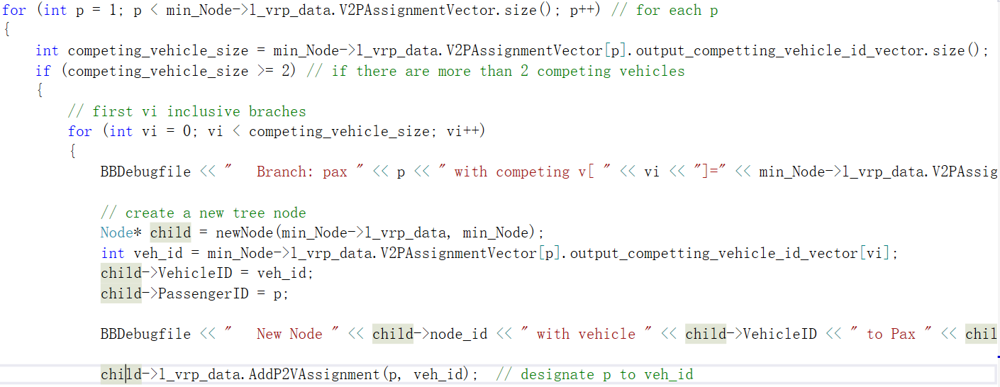 for (int p = 1; p < min_Node->l_vrp_data.V2PAssignmentVector.size(); p++) // for each p
{
int competing_vehicle_size = min_Node->l_vrp_data.V2PAssignmentVector[p].output_competting_vehicle_id_vector.size();
if (competing_vehicle_size >= 2) // if there are more than 2 competing vehicles
{
// first vi inclusive braches
for (int vi = 0; vi < competing_vehicle_size; vi++)
{
BBDebugfile << "   Branch: pax " << p << " with competing v[ " << vi << "]=" << min_Node->l_vrp_data.V2PAssig
// create a new tree node
Node* child = newNode(min_Node->l_vrp_data, min_Node);
int veh_id = min_Node->l_vrp_data.V2PAssignmentVector[p].output_competting_vehicle_id_vector[vi];
child->VehicleID = veh_id;
child->PassengerID = p;
BBDebugfile << "   New Node " << child->node_id << " with vehicle " << child->VehicleID << " to Pax " << chil
child->l_vrp_data.AddP2VAssignment(p, veh_id);  // designate p to veh_id